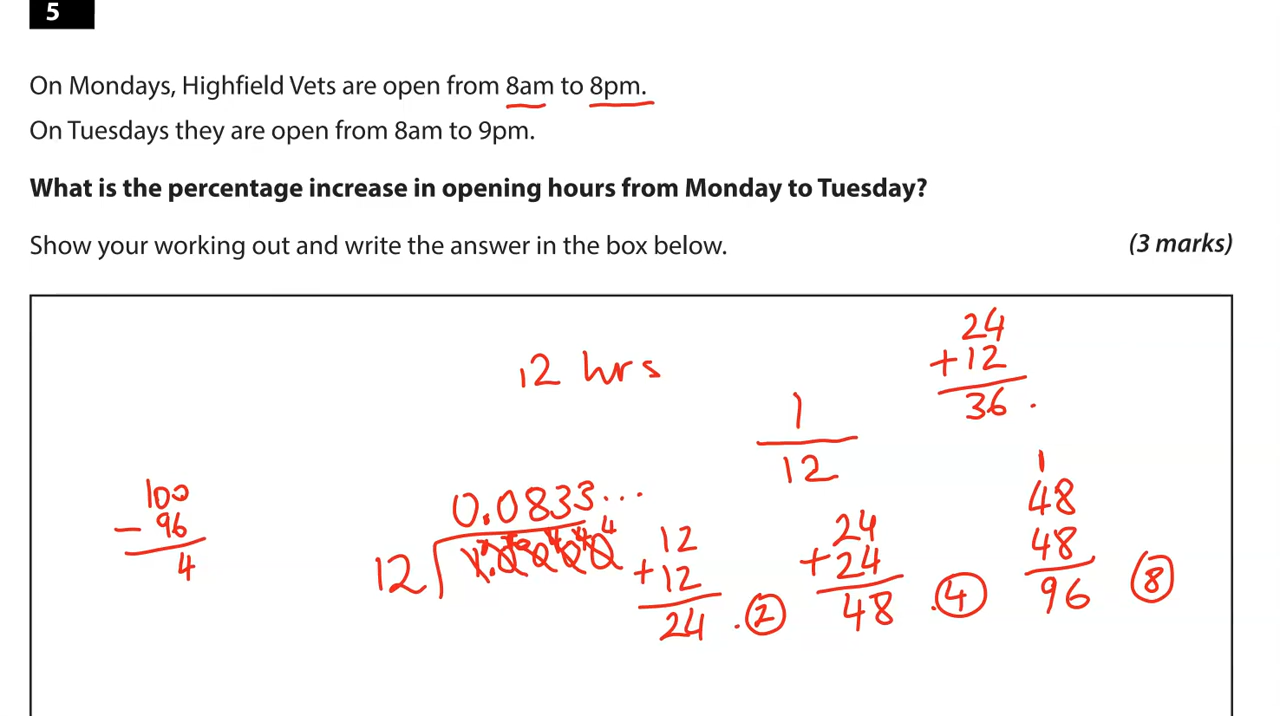 5
On Mondays, Highfield Vets are open from 8am to 8pm.
On Tuesdays they are open from 8am to 9pm.
What is the percentage increase in opening hours from Monday to Tuesday?
Show your working out and write the answer in the box below.
(3 marks)
12 hrs
24
+12
36 .
1
12
100
- 96
4
0.0833...
12
12
+12
24 . 2
24
+24
48 . 4
1
48
48
96 8